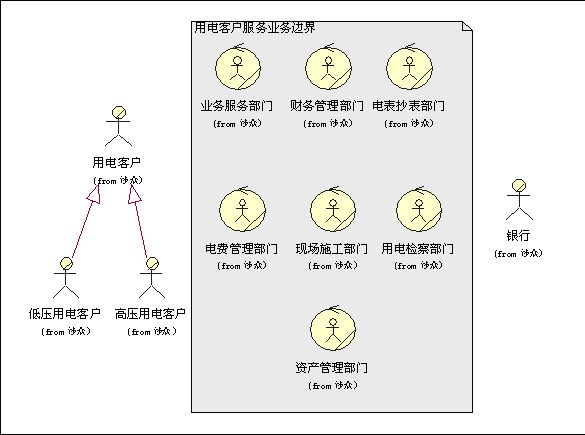 用电客户服务业务边界
业务服务部门
(from 涉众)
财务管理部门
(from 涉众)
电表抄表部门
(from 涉众)
用电客户
(from 涉众)
电费管理部门
(from 涉众)
现场施工部门
(from 涉众)
用电检察部门
(from 涉众)
银行
(from 涉众)
低压用电客户
(from 涉众)
高压用电客户
(from 涉众)
资产管理部门
(from 涉众)